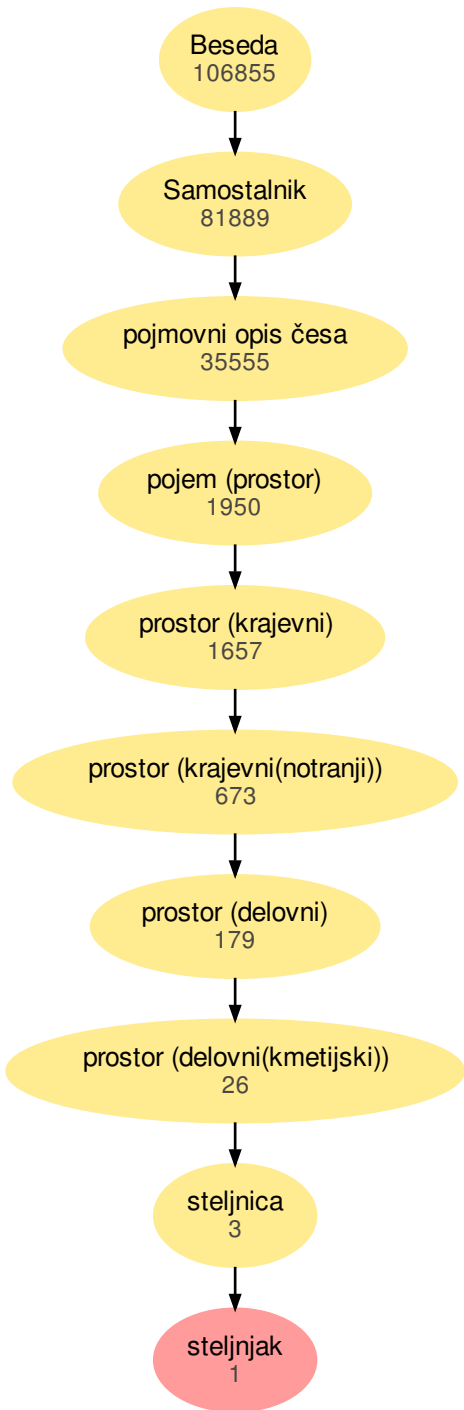 Beseda
106855
Samostalnik
81889
pojmovni opis česa
35555
pojem (prostor)
1950
prostor (krajevni)
1657
prostor (krajevni(notranji))
673
prostor (delovni)
179
prostor (delovni(kmetijski))
26
steljnica
3
steljnjak
1